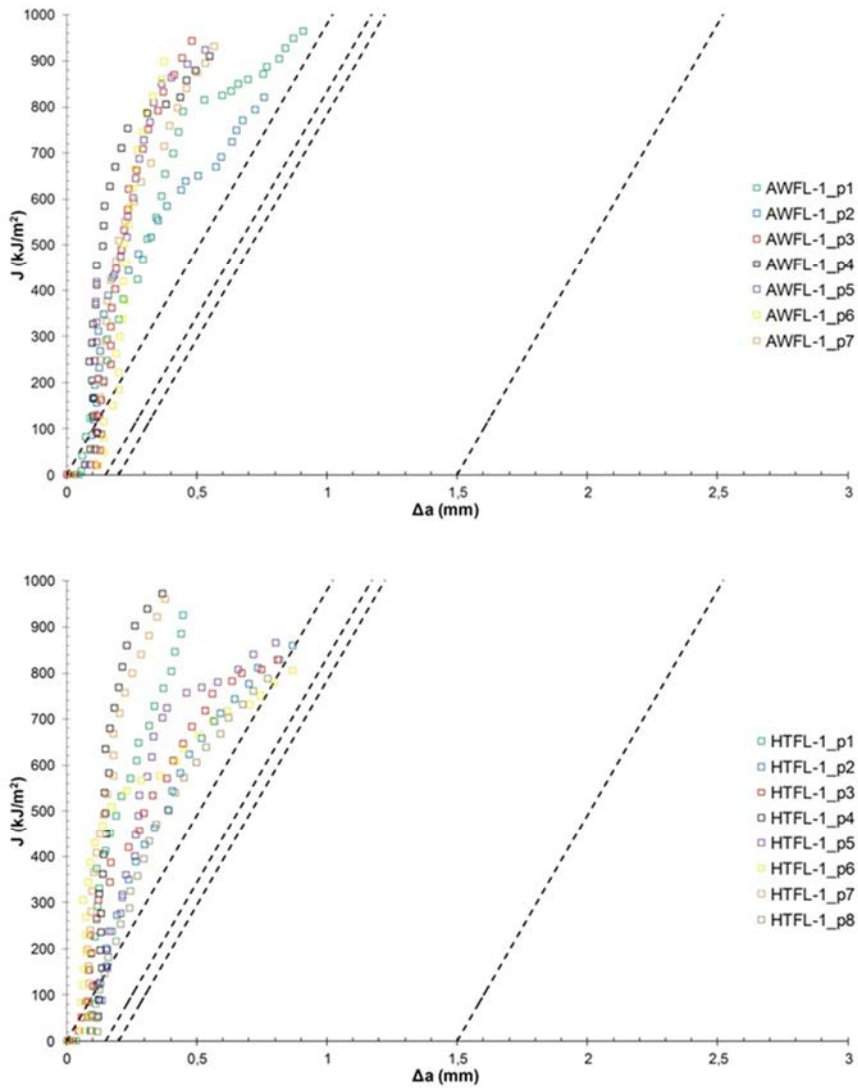 1000
900
800
700
600
500
400
300
200
100
0
J (kJ/m²)
0 0,5 1 1,5 2 2,5 3
Δa (mm)
AWFL-1_p1
AWFL-1_p2
AWFL-1_p3
AWFL-1_p4
AWFL-1_p5
AWFL-1_p6
AWFL-1_p7
1000
900
800
700
600
500
400
300
200
100
0
J (kJ/m²)
0 0,5 1 1,5 2 2,5 3
Δa (mm)
HTFL-1_p1
HTFL-1_p2
HTFL-1_p3
HTFL-1_p4
HTFL-1_p5
HTFL-1_p6
HTFL-1_p7
HTFL-1_p8